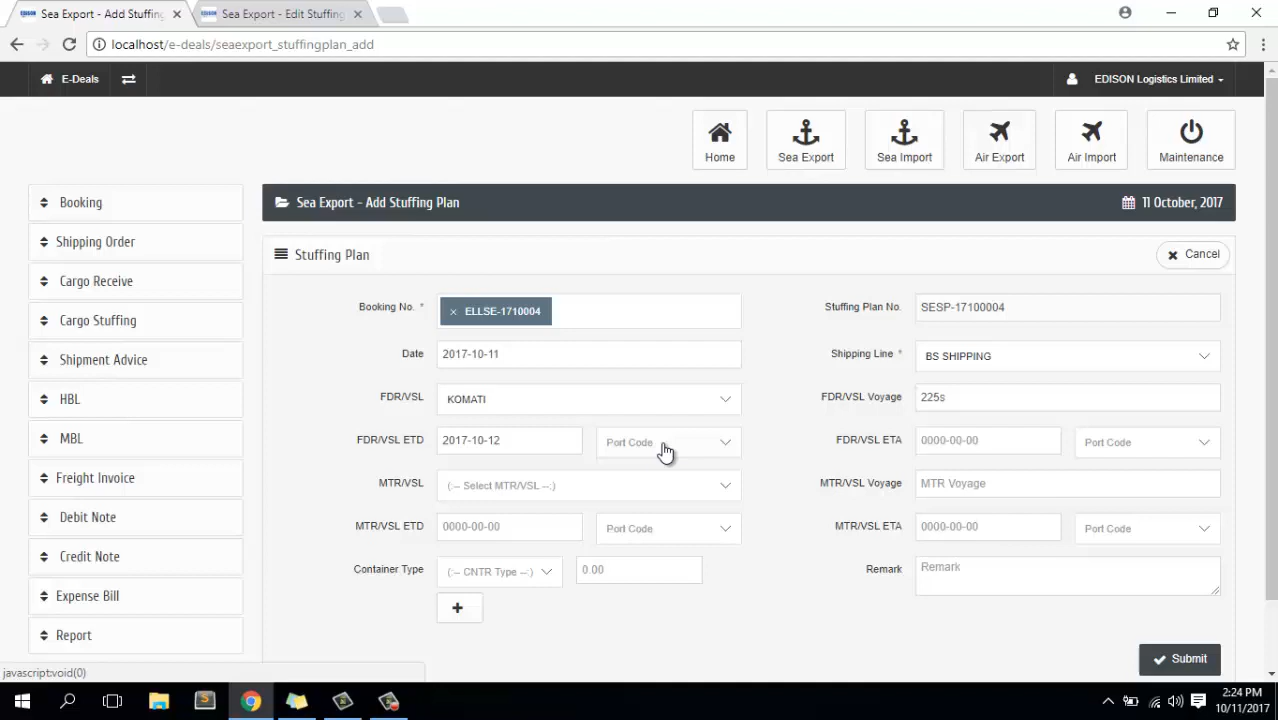 EDISON Sea Export - Add Stuffing
EDISON Sea Export - Edit Stuffing
localhost/e-deals/seaexport_stuffingplan_add
E-Deals
EDISON Logistics Limited
Home
Sea Export
Sea Import
Air Export
Air Import
Maintenance
Booking
Shipping Order
Cargo Receive
Cargo Stuffing
Shipment Advice
HBL
MBL
Freight Invoice
Debit Note
Credit Note
Expense Bill
Report
Sea Export - Add Stuffing Plan
11 October, 2017
Stuffing Plan
× Cancel
Booking No. *
× ELLSE-1710004
Stuffing Plan No.
SESP-17100004
Date
2017-10-11
Shipping Line *
BS SHIPPING
FDR/VSL
KOMATI
FDR/VSL Voyage
225s
FDR/VSL ETD
2017-10-12
Port Code
FDR/VSL ETA
0000-00-00
Port Code
MTR/VSL
(:-- Select MTR/VSL --:)
MTR/VSL Voyage
MTR Voyage
MTR/VSL ETD
0000-00-00
Port Code
MTR/VSL ETA
0000-00-00
Port Code
Container Type
(:-- CNTR Type --:)
0.00
Remark
Remark
+
Submit
javascript:void(0)
2:24 PM
10/11/2017